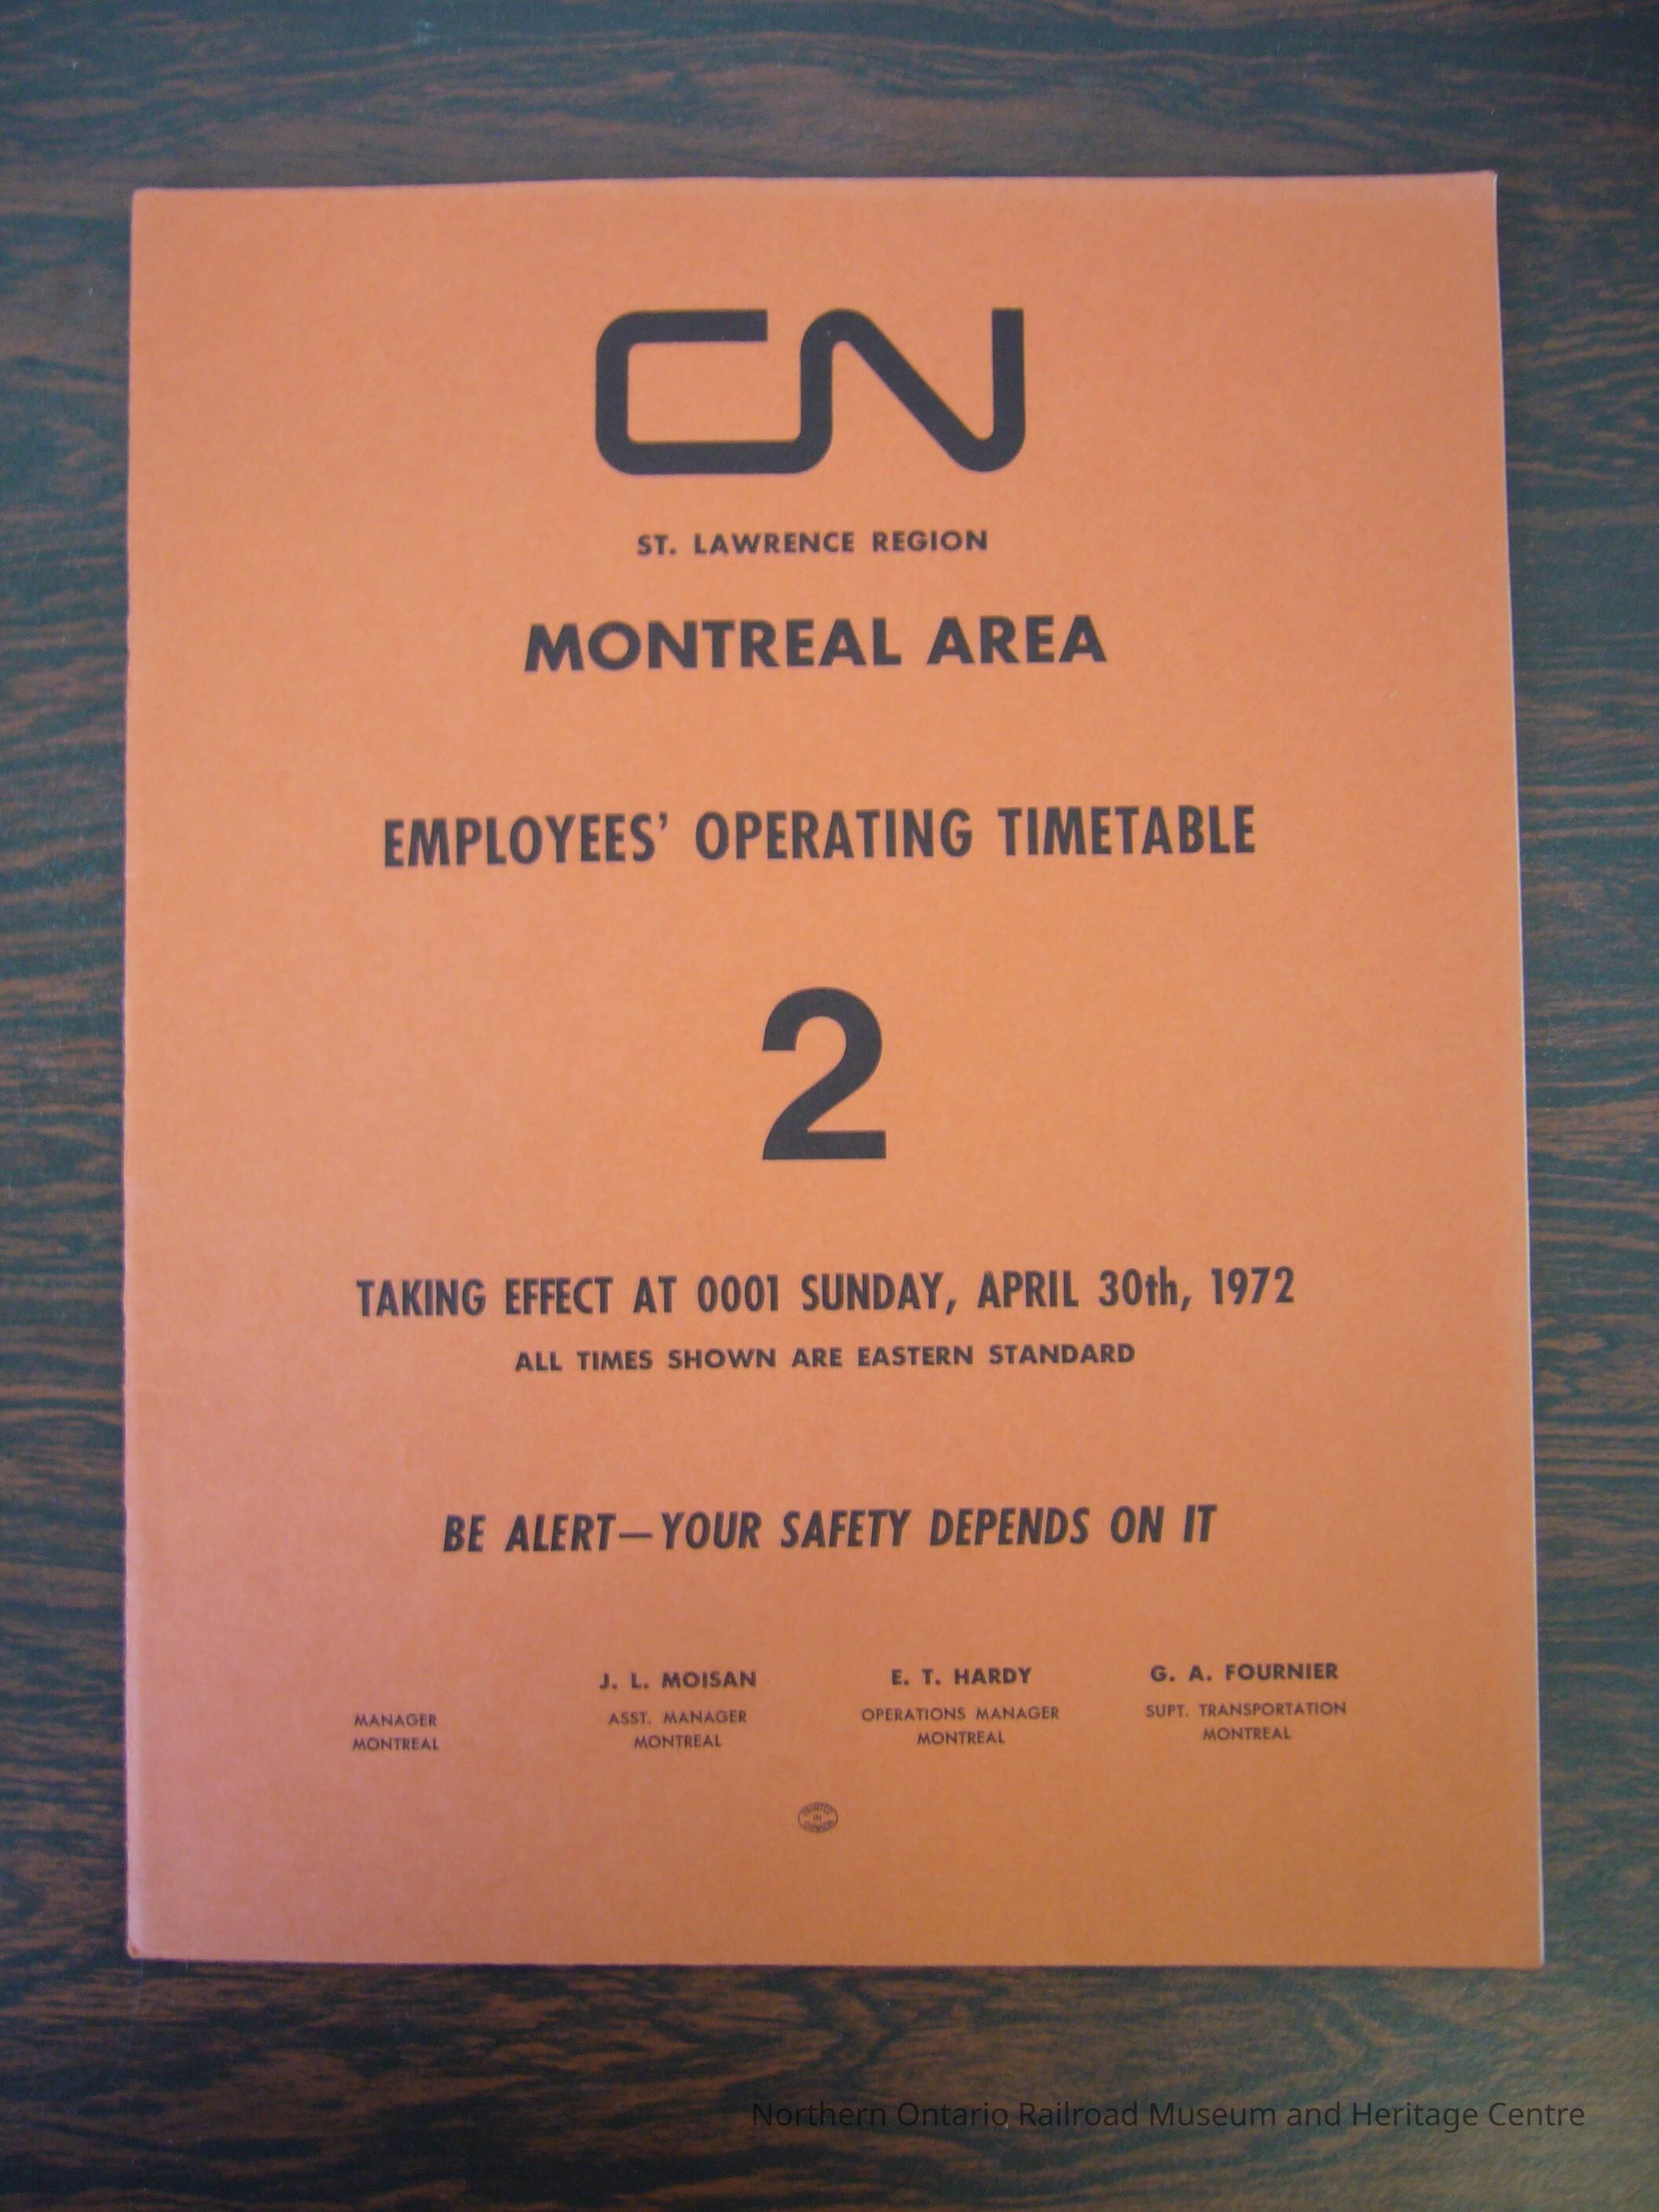 CN
ST. LAWRENCE REGION
MONTREAL AREA
EMPLOYEES' OPERATING TIMETABLE
2
TAKING EFFECT AT 0001 SUNDAY, APRIL 30th, 1972
ALL TIMES SHOWN ARE EASTERN STANDARD
BE ALERT—YOUR SAFETY DEPENDS ON IT
MANAGER
MONTREAL
J. L. MOISAN
ASST. MANAGER
MONTREAL
E. T. HARDY
OPERATIONS MANAGER
MONTREAL
G. A. FOURNIER
SUPT. TRANSPORTATION
MONTREAL
PRINTED
IN
Northern Ontario Railroad Museum and Heritage Centre